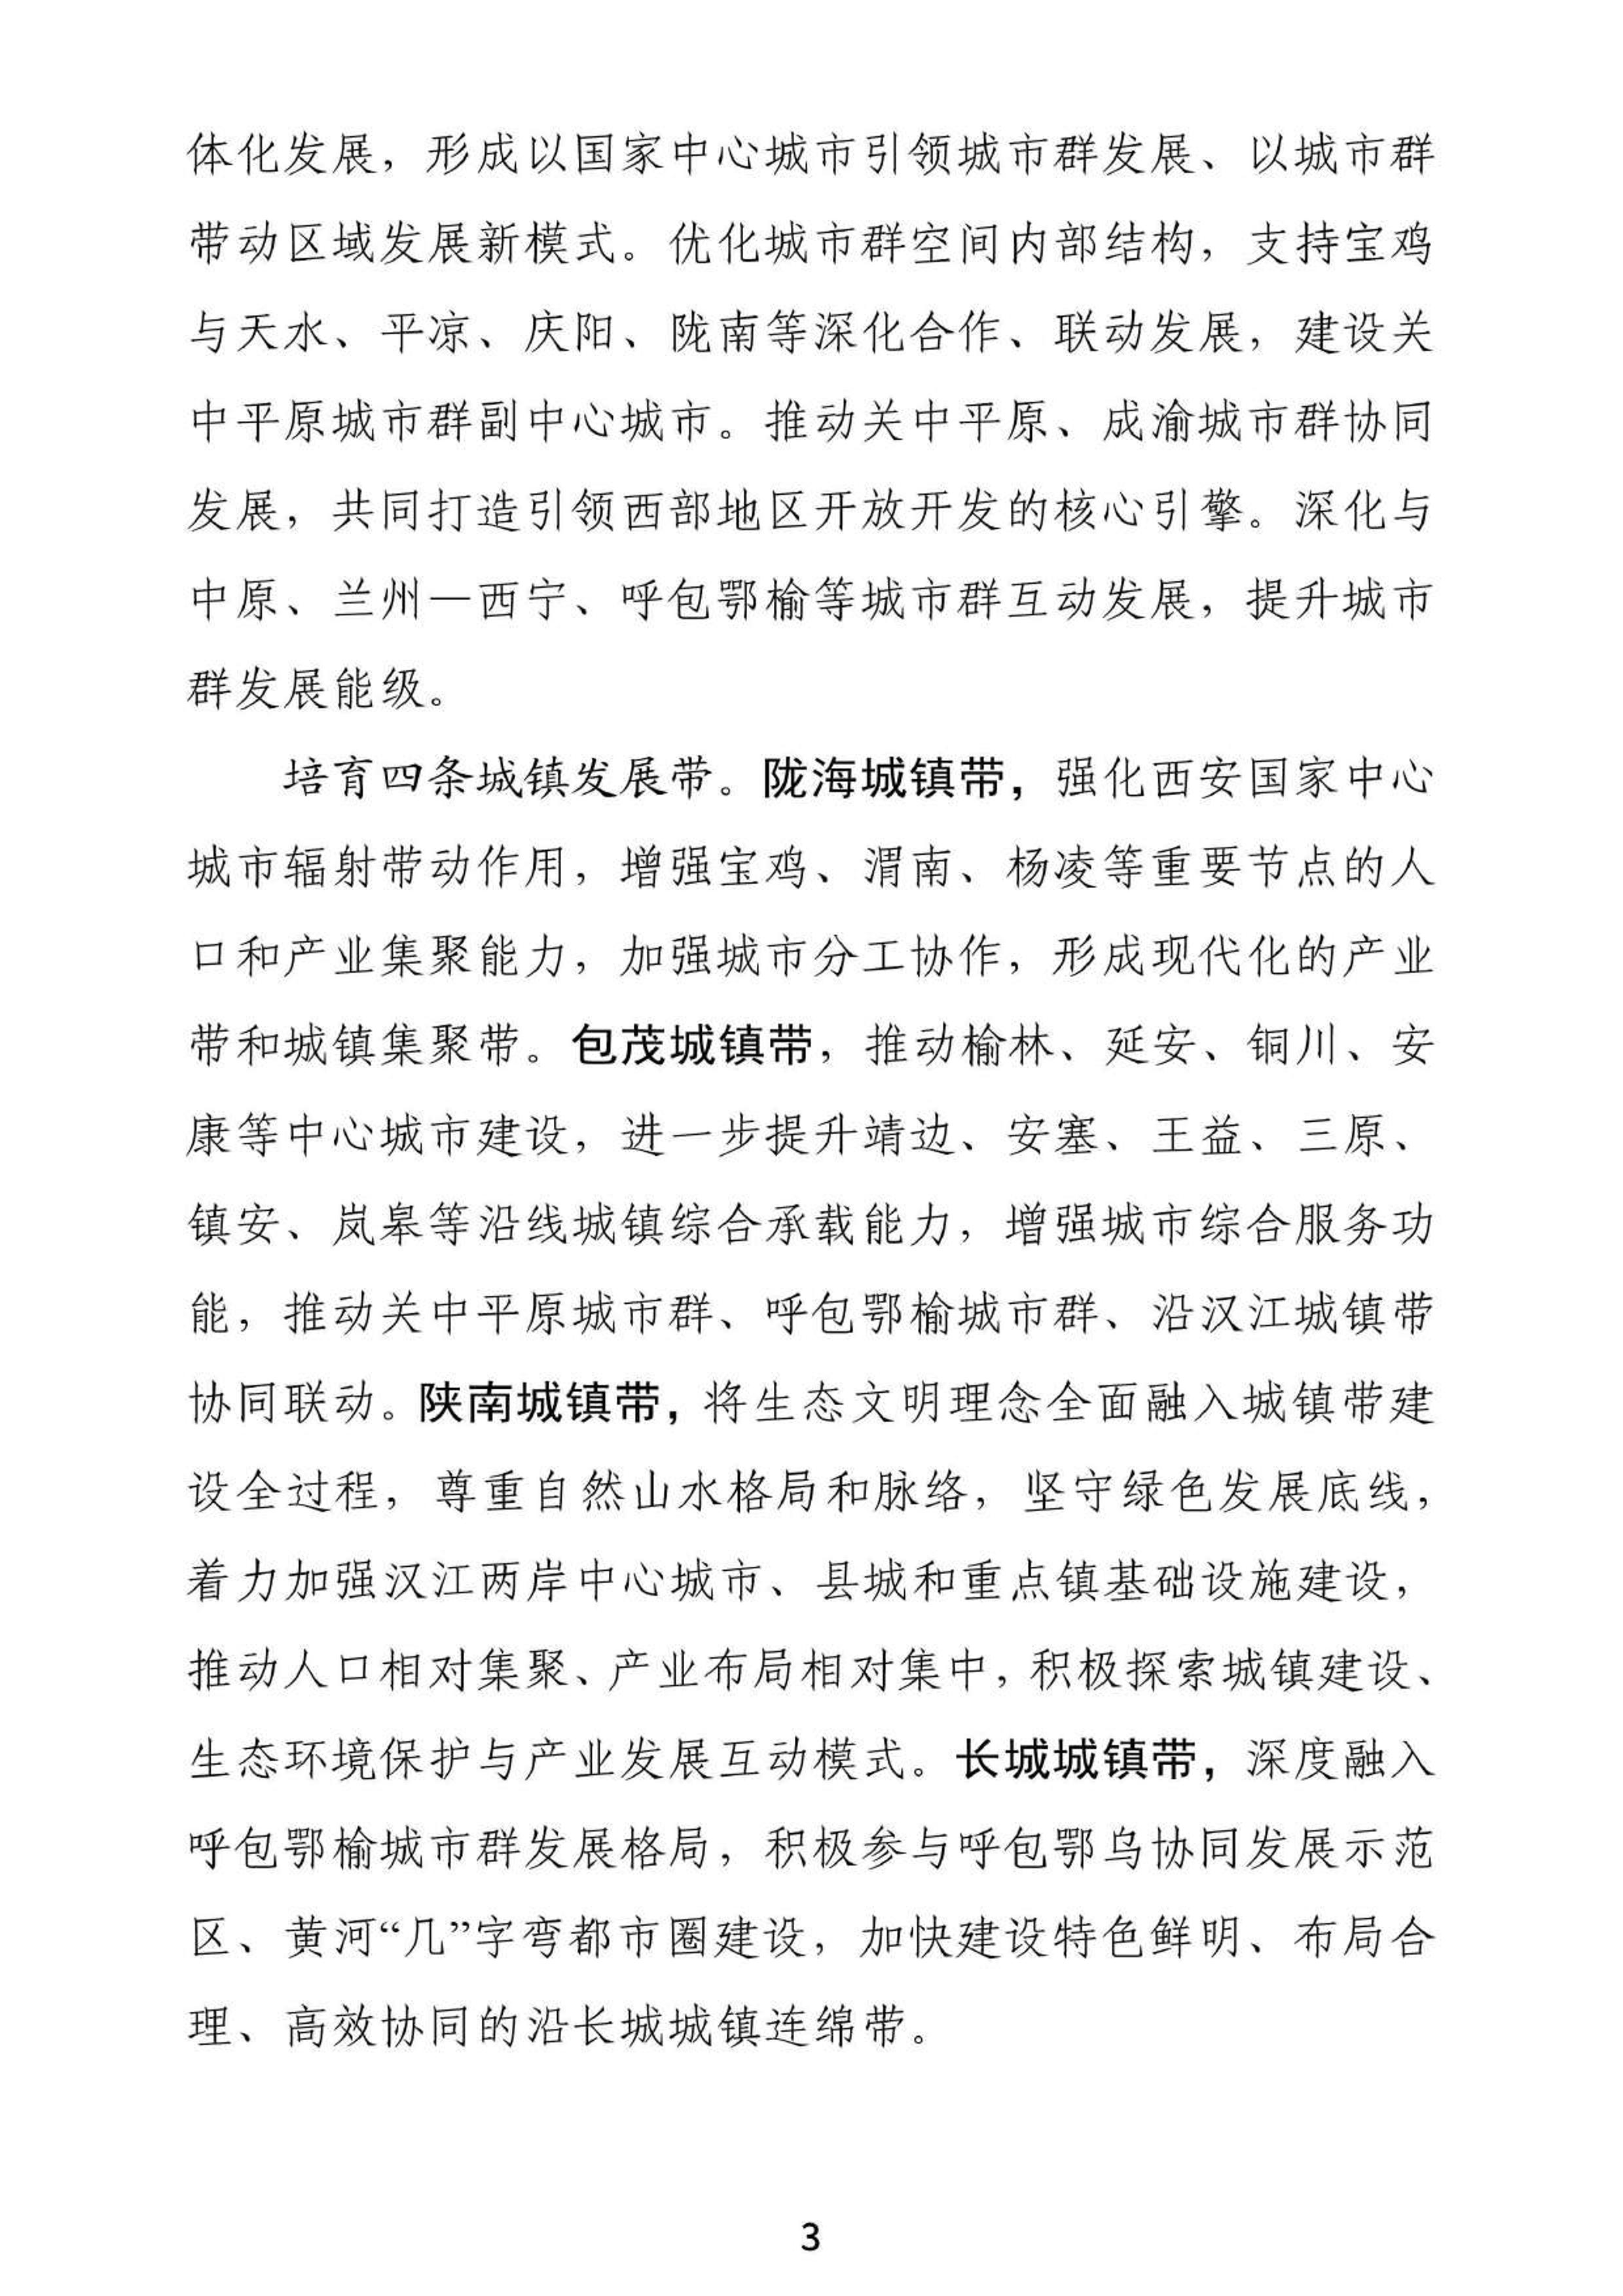 体化发展，形成以国家中心城市引领城市群发展、以城市群
带动区域发展新模式。优化城市群空间内部结构，支持宝鸡
与天水、平凉、庆阳、陇南等深化合作、联动发展，建设关
中平原城市群副中心城市。推动关中平原、成渝城市群协同
发展，共同打造引领西部地区开放开发的核心引擎。深化与
中原、兰州—西宁、呼包鄂榆等城市群互动发展，提升城市
群发展能级。
培育四条城镇发展带。陇海城镇带，强化西安国家中心
城市辐射带动作用，增强宝鸡、渭南、杨凌等重要节点的人
口和产业集聚能力，加强城市分工协作，形成现代化的产业
带和城镇集聚带。包茂城镇带，推动榆林、延安、铜川、安
康等中心城市建设，进一步提升靖边、安塞、王益、三原、
镇安、岚皋等沿线城镇综合承载能力，增强城市综合服务功
能，推动关中平原城市群、呼包鄂榆城市群、沿汉江城镇带
协同联动。陕南城镇带，将生态文明理念全面融入城镇带建
设全过程，尊重自然山水格局和脉络，坚守绿色发展底线，
着力加强汉江两岸中心城市、县城和重点镇基础设施建设，
推动人口相对集聚、产业布局相对集中，积极探索城镇建设、
生态环境保护与产业发展互动模式。长城城镇带，深度融入
呼包鄂榆城市群发展格局，积极参与呼包鄂乌协同发展示范
区、黄河“几”字弯都市圈建设，加快建设特色鲜明、布局合
理、高效协同的沿长城城镇连绵带。
3